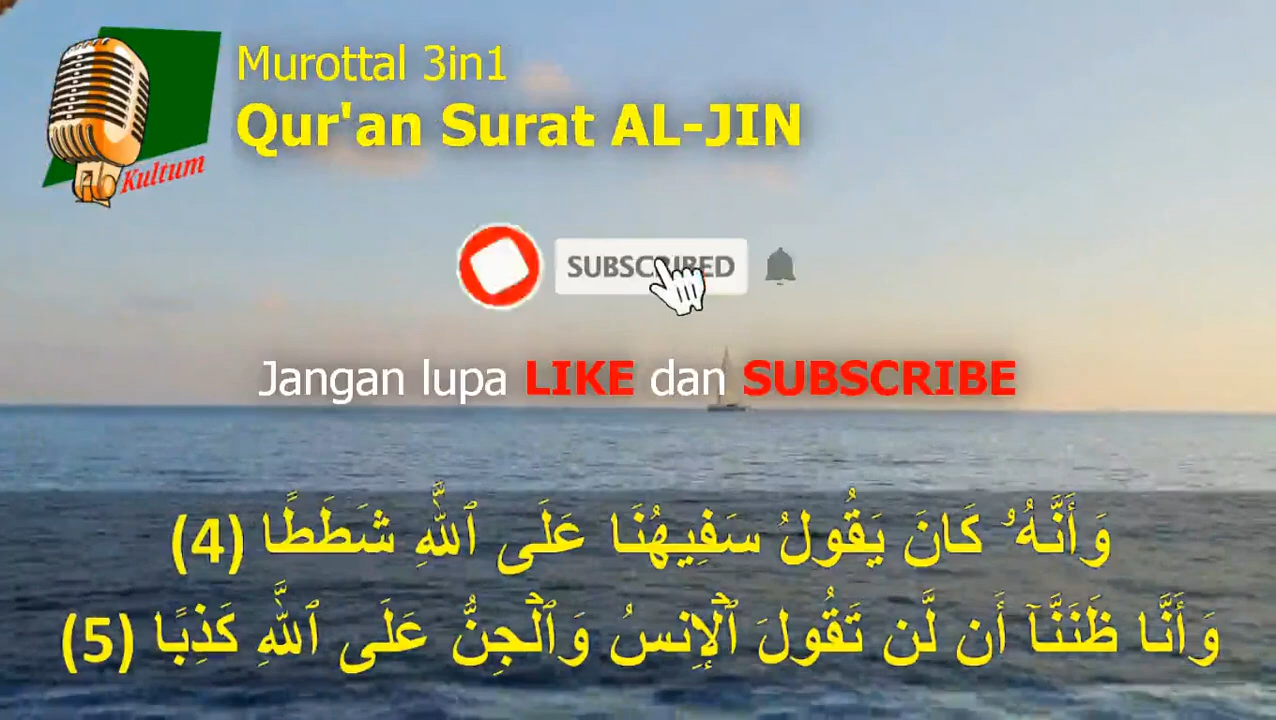 Murottal 3in1
Qur'an Surat AL-JIN
Kultum
SUBSCRIBED
Jangan lupa LIKE dan SUBSCRIBE
وَأَنَّهُۥ كَانَ يَقُولُ سَفِيهُنَا عَلَى ٱللَّهِ شَطَطًا (4)
وَأَنَّا ظَنَنَّآ أَن لَّن تَقُولَ ٱلْإِنسُ وَٱلْجِنُّ عَلَى ٱللَّهِ كَذِبًا (5)